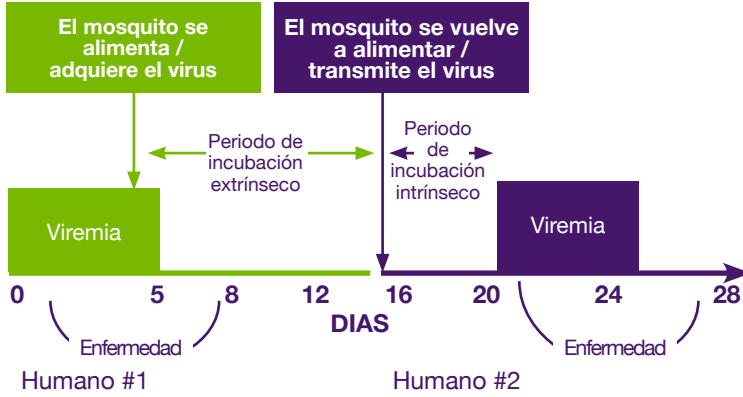 El mosquito se
alimenta /
adquiere el virus
El mosquito se vuelve
a alimentar /
transmite el virus
Periodo de
incubación
extrínseco
Periodo
de
incubación
intrínseco
Viremia
Viremia
0 5 8 12 16 20 24 28
DIAS
Enfermedad
Enfermedad
Humano #1
Humano #2